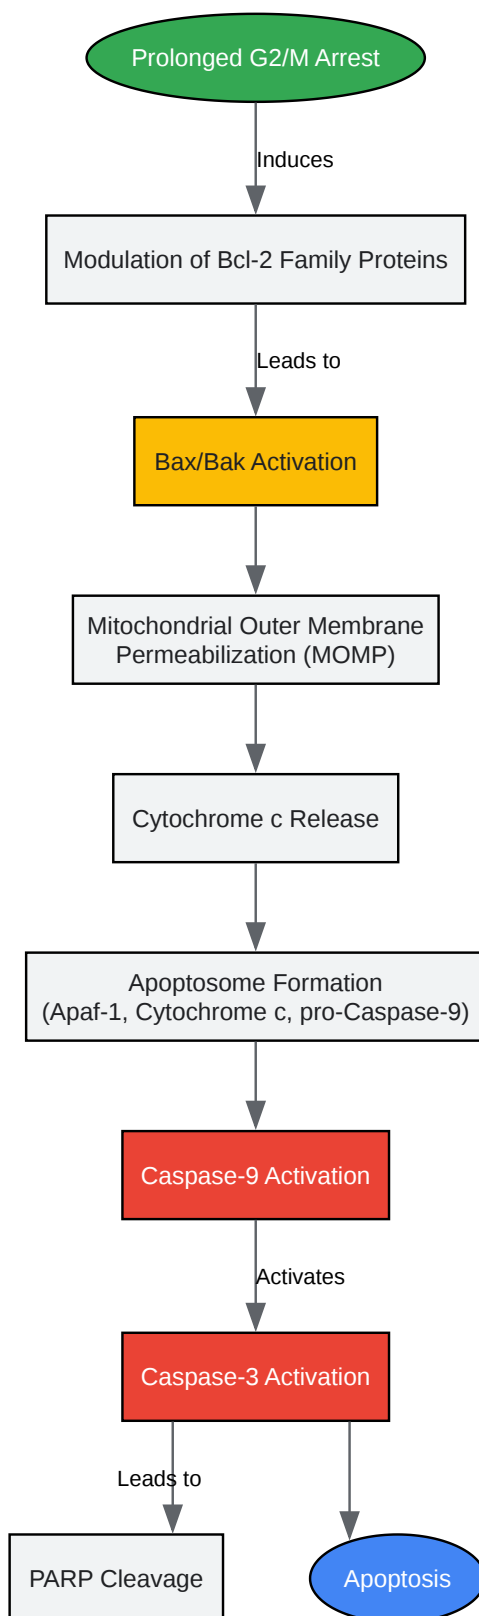 Prolonged G2/M Arrest
Induces
Modulation of Bcl-2 Family Proteins
Leads to
Bax/Bak Activation
Mitochondrial Outer Membrane
Permeabilization (MOMP)
Cytochrome c Release
Apoptosome Formation
(Apaf-1, Cytochrome c, pro-Caspase-9)
Caspase-9 Activation
Activates
Caspase-3 Activation
Leads to
PARP Cleavage
Apoptosis